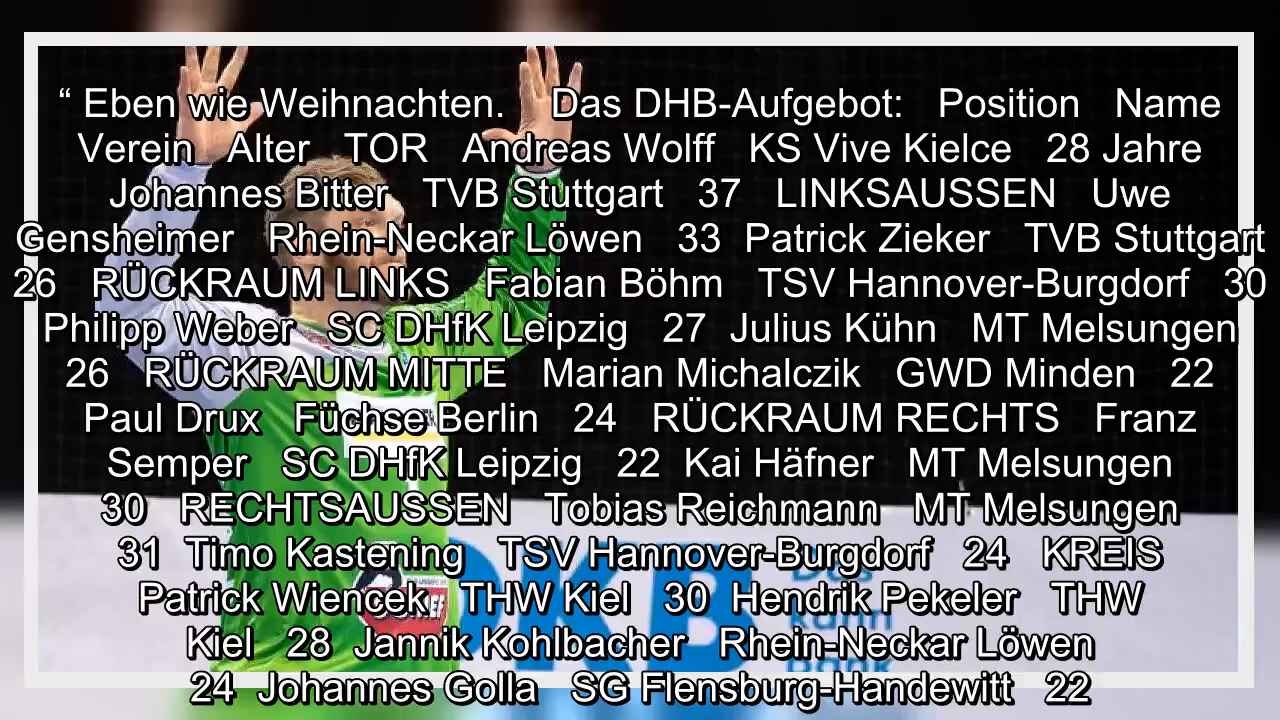 “ Eben wie Weihnachten. Das DHB-Aufgebot: Position Name
Verein Alter TOR Andreas Wolff KS Vive Kielce 28 Jahre
Johannes Bitter TVB Stuttgart 37 LINKSAUSSEN Uwe
Gensheimer Rhein-Neckar Löwen 33 Patrick Zieker TVB Stuttgart
26 RÜCKRAUM LINKS Fabian Böhm TSV Hannover-Burgdorf 30
Philipp Weber SC DHfK Leipzig 27 Julius Kühn MT Melsungen
26 RÜCKRAUM MITTE Marian Michalczik GWD Minden 22
Paul Drux Füchse Berlin 24 RÜCKRAUM RECHTS Franz
Semper SC DHfK Leipzig 22 Kai Häfner MT Melsungen
30 RECHTSAUSSEN Tobias Reichmann MT Melsungen
31 Timo Kastening TSV Hannover-Burgdorf 24 KREIS
Patrick Wiencek THW Kiel 30 Hendrik Pekeler THW
Kiel 28 Jannik Kohlbacher Rhein-Neckar Löwen
24 Johannes Golla SG Flensburg-Handewitt 22
DKB
Das
kann
Bank